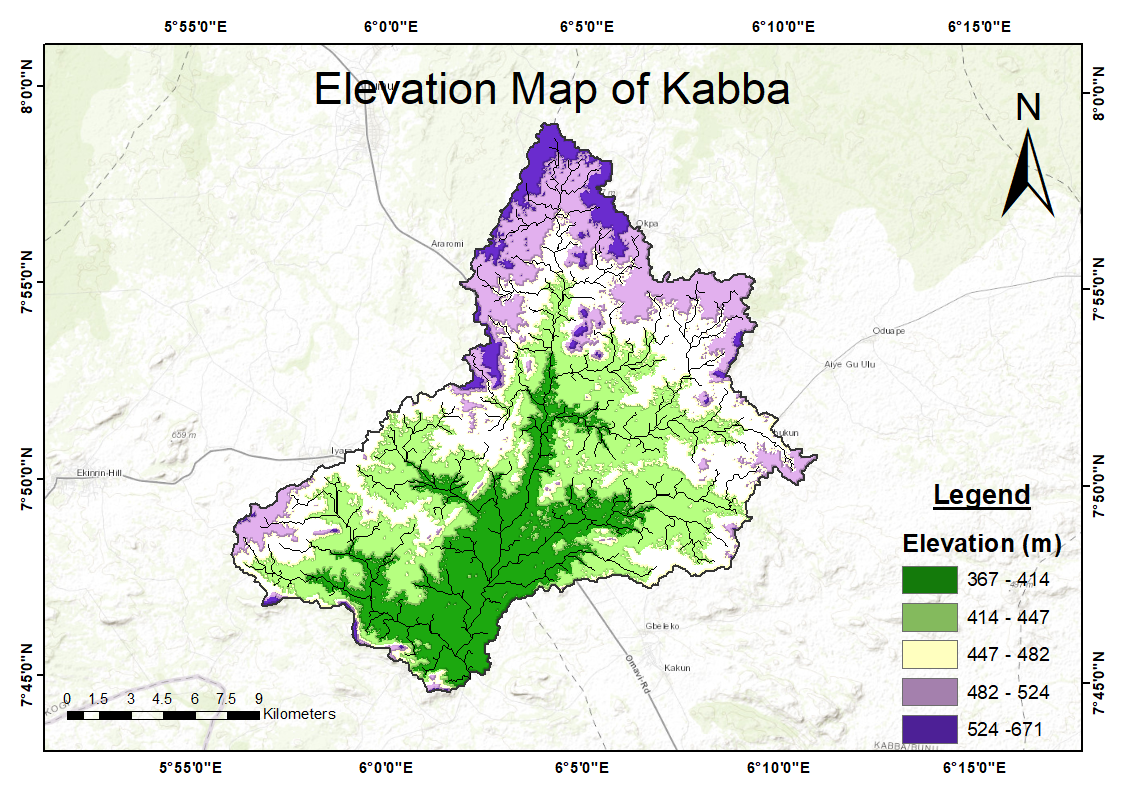 5°55'0"E 6°0'0"E 6°5'0"E 6°10'0"E 6°15'0"E
8°0'0"N
8°0'0"N
Elevation Map of Kabba
N
Okpa
Araromi
7°55'0"N
7°55'0"N
Oduape
Aiye Gu Ulu
659 m
ukun
Iya
Ekinrin-Hill
7°50'0"N
7°50'0"N
Legend
Elevation (m)
367 - 414
414 - 447
447 - 482
482 - 524
524 -671
Gbeleko
Kakun
Omavi Rd
7°45'0"N
7°45'0"N
0 1.5 3 4.5 6 7.5 9
Kilometers
KOG
KABBA/BUNU
5°55'0"E 6°0'0"E 6°5'0"E 6°10'0"E 6°15'0"E